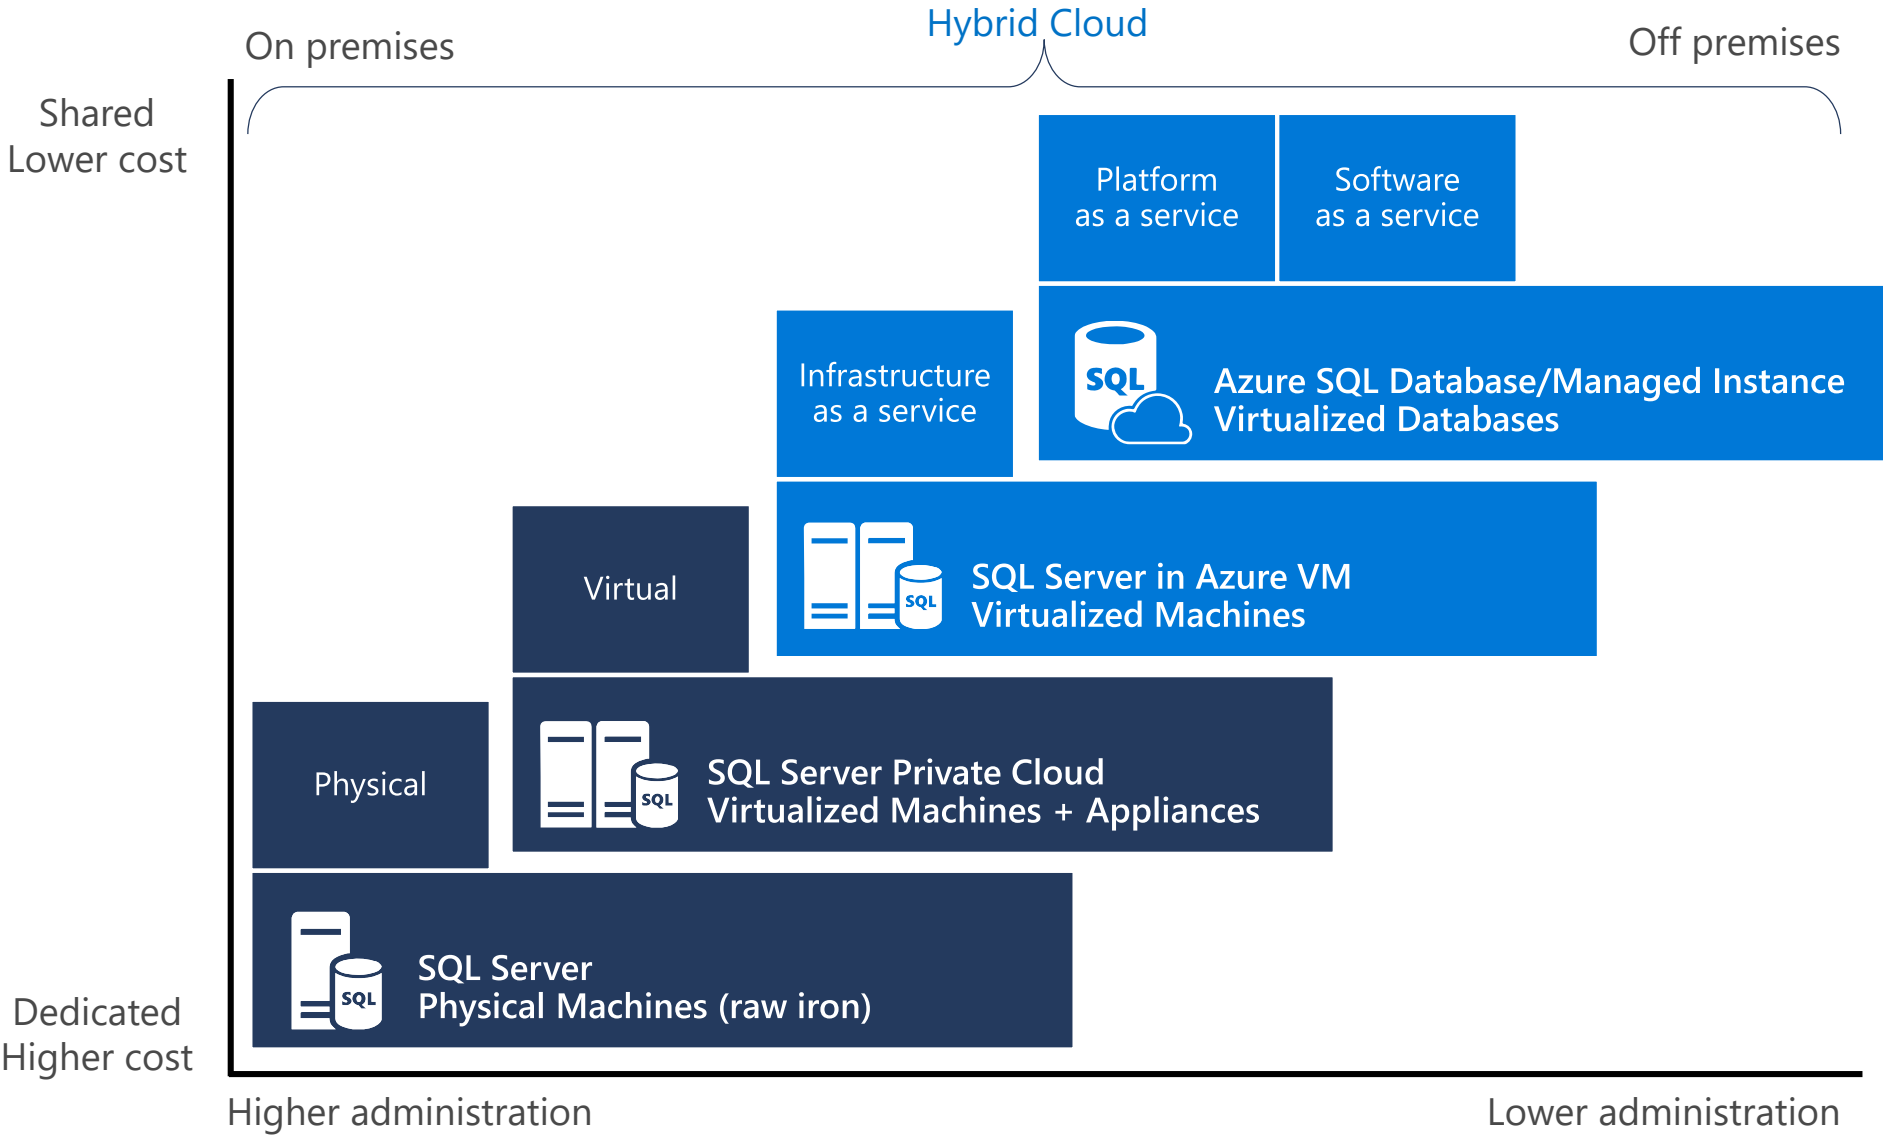 Hybrid Cloud
On premises
Off premises
Shared
Lower cost
Platform
as a service
Software
as a service
SQL
Azure SQL Database/Managed Instance
Virtualized Databases
Infrastructure
as a service
SQL
SQL Server in Azure VM
Virtualized Machines
Virtual
SQL
SQL Server Private Cloud
Virtualized Machines + Appliances
Physical
SQL
SQL Server
Physical Machines (raw iron)
Dedicated
Higher cost
Higher administration
Lower administration